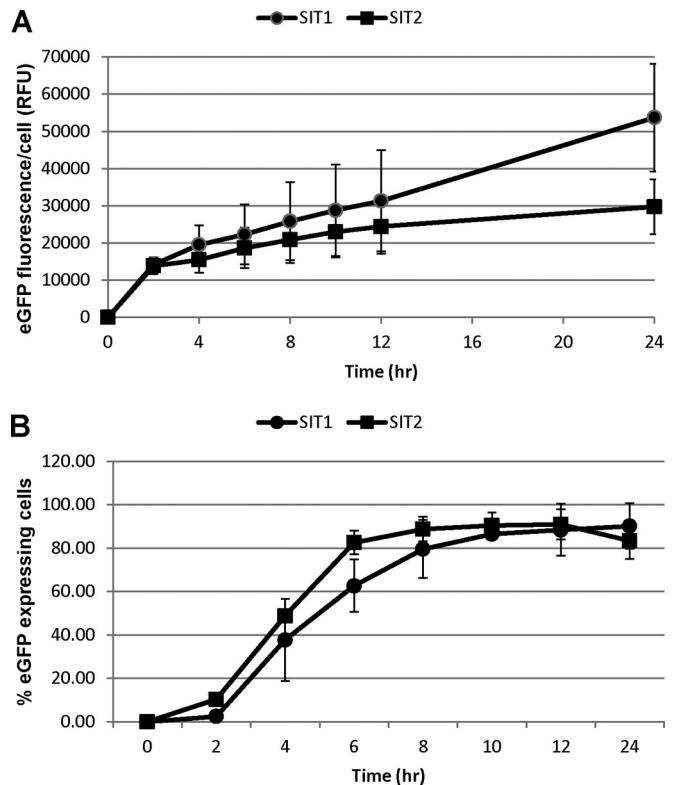 A
SIT1 SIT2
eGFP fluorescence/cell (RFU)
70000
60000
50000
40000
30000
20000
10000
0
0 4 8 12 16 20 24
Time (hr)
B
SIT1 SIT2
% eGFP expressing cells
120.00
100.00
80.00
60.00
40.00
20.00
0.00
0 2 4 6 8 10 12 24
Time (hr)